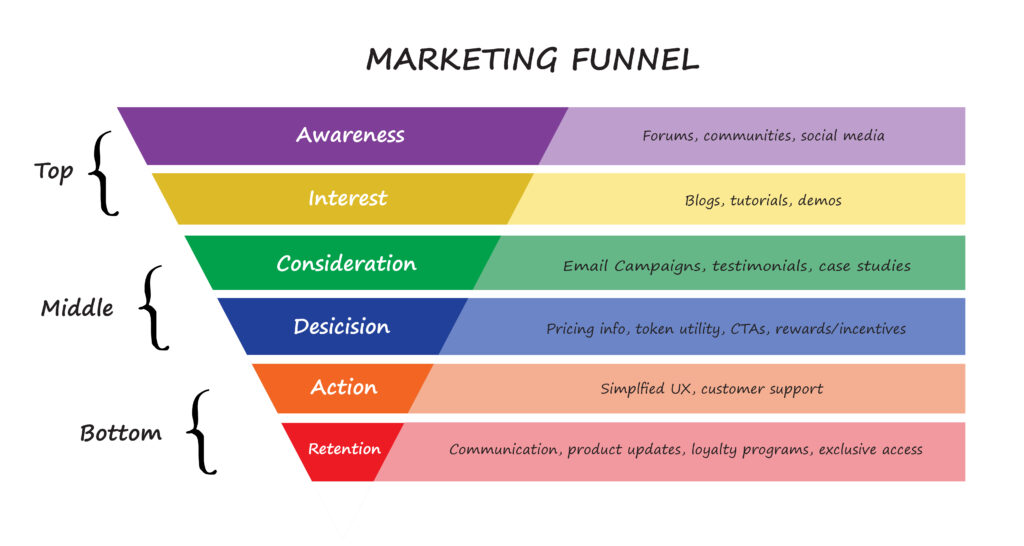 MARKETING FUNNEL
Top
Awareness
Forums, communities, social media
Interest
Blogs, tutorials, demos
Middle
Consideration
Email Campaigns, testimonials, case studies
Desicision
Pricing info, token utility, CTAs, rewards/incentives
Bottom
Action
Simplfied UX, customer support
Retention
Communication, product updates, loyalty programs, exclusive access